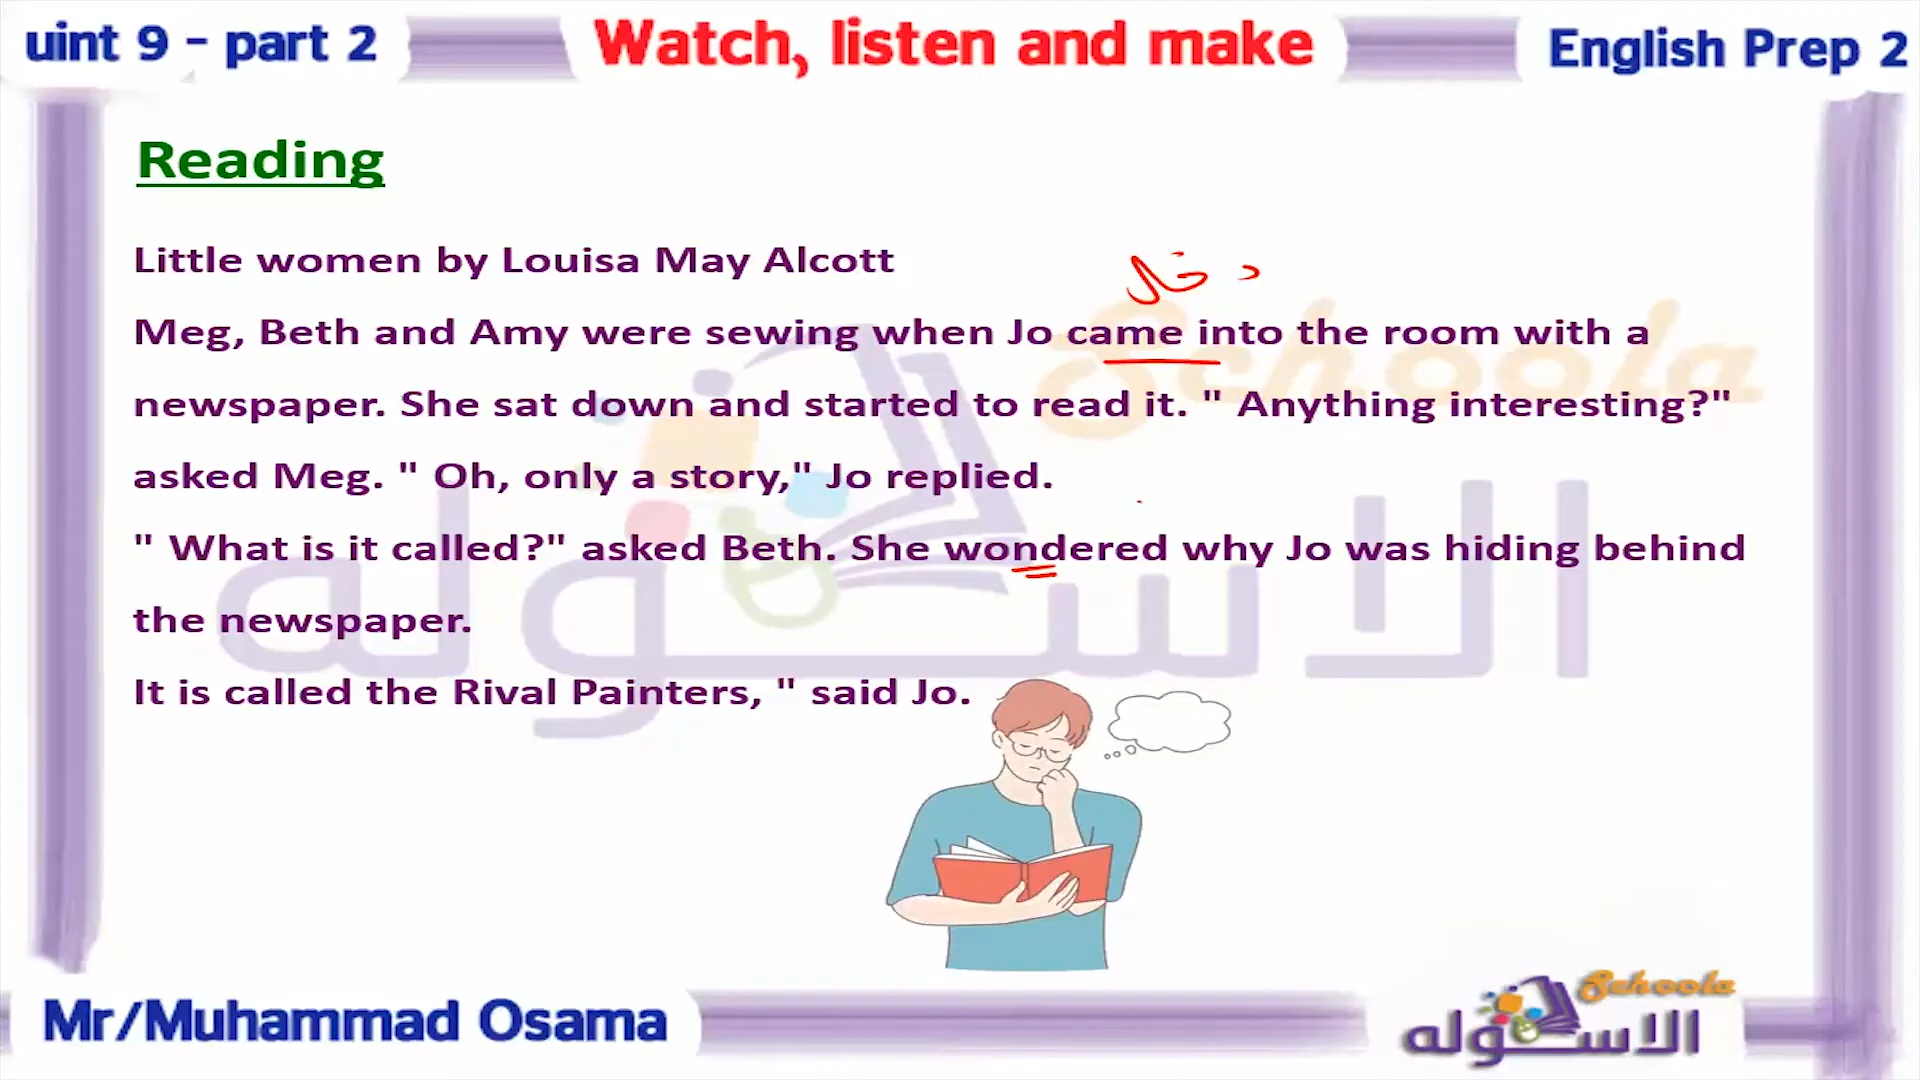 uint 9 - part 2
Watch, listen and make
English Prep 2
Reading
Little women by Louisa May Alcott
Meg, Beth and Amy were sewing when Jo came into the room with a
newspaper. She sat down and started to read it. " Anything interesting?"
asked Meg. " Oh, only a story," Jo replied.
" What is it called?" asked Beth. She wondered why Jo was hiding behind
the newspaper.
It is called the Rival Painters, " said Jo.
Schoola
الاسكوله
Mr/Muhammad Osama
Schoola
الاسكوله